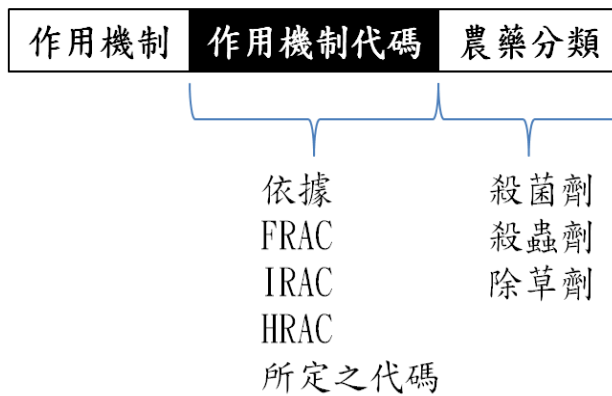 作用機制 作用機制代碼 農藥分類
依據
FRAC
IRAC
HRAC
所定之代碼
殺菌劑
殺蟲劑
除草劑